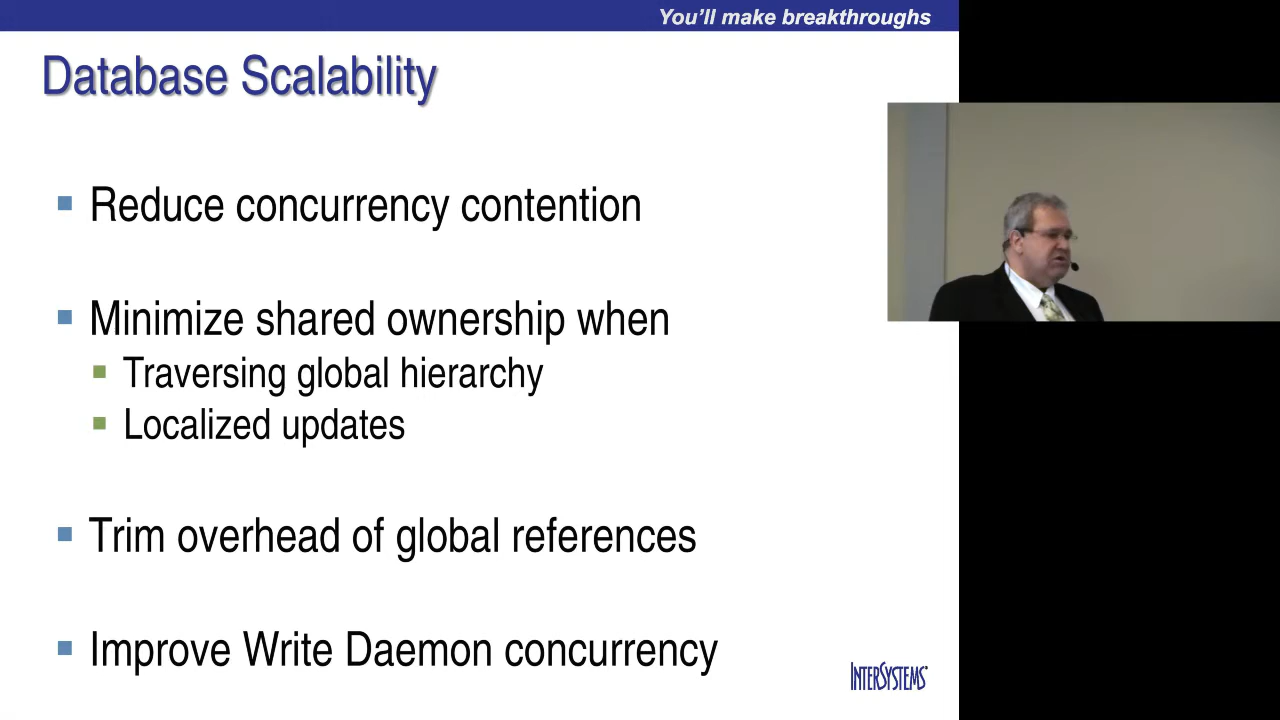 You'll make breakthroughs
Database Scalability
Reduce concurrency contention
Minimize shared ownership when
Traversing global hierarchy
Localized updates
Trim overhead of global references
Improve Write Daemon concurrency
INTERSYSTEMS